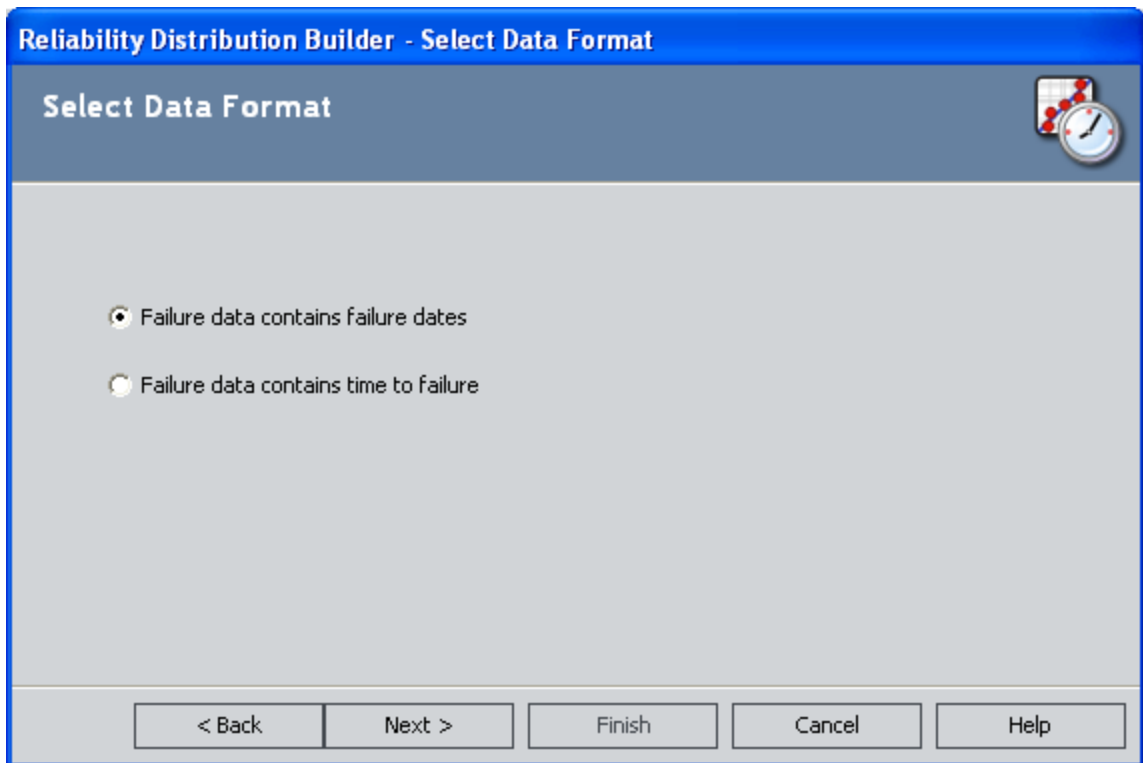 Reliability Distribution Builder - Select Data Format
Select Data Format
Failure data contains failure dates
Failure data contains time to failure
< Back Next > Finish Cancel Help